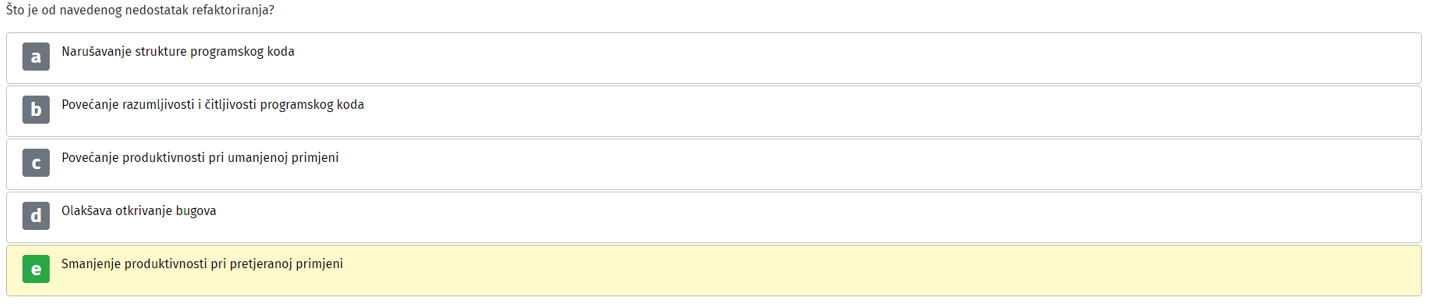 Što je od navedenog nedostatak refaktoriranja?
a Narušavanje strukture programskog koda
b Povećanje razumljivosti i čitljivosti programskog koda
c Povećanje produktivnosti pri umanjenoj primjeni
d Olakšava otkrivanje bugova
e Smanjenje produktivnosti pri pretjeranoj primjeni